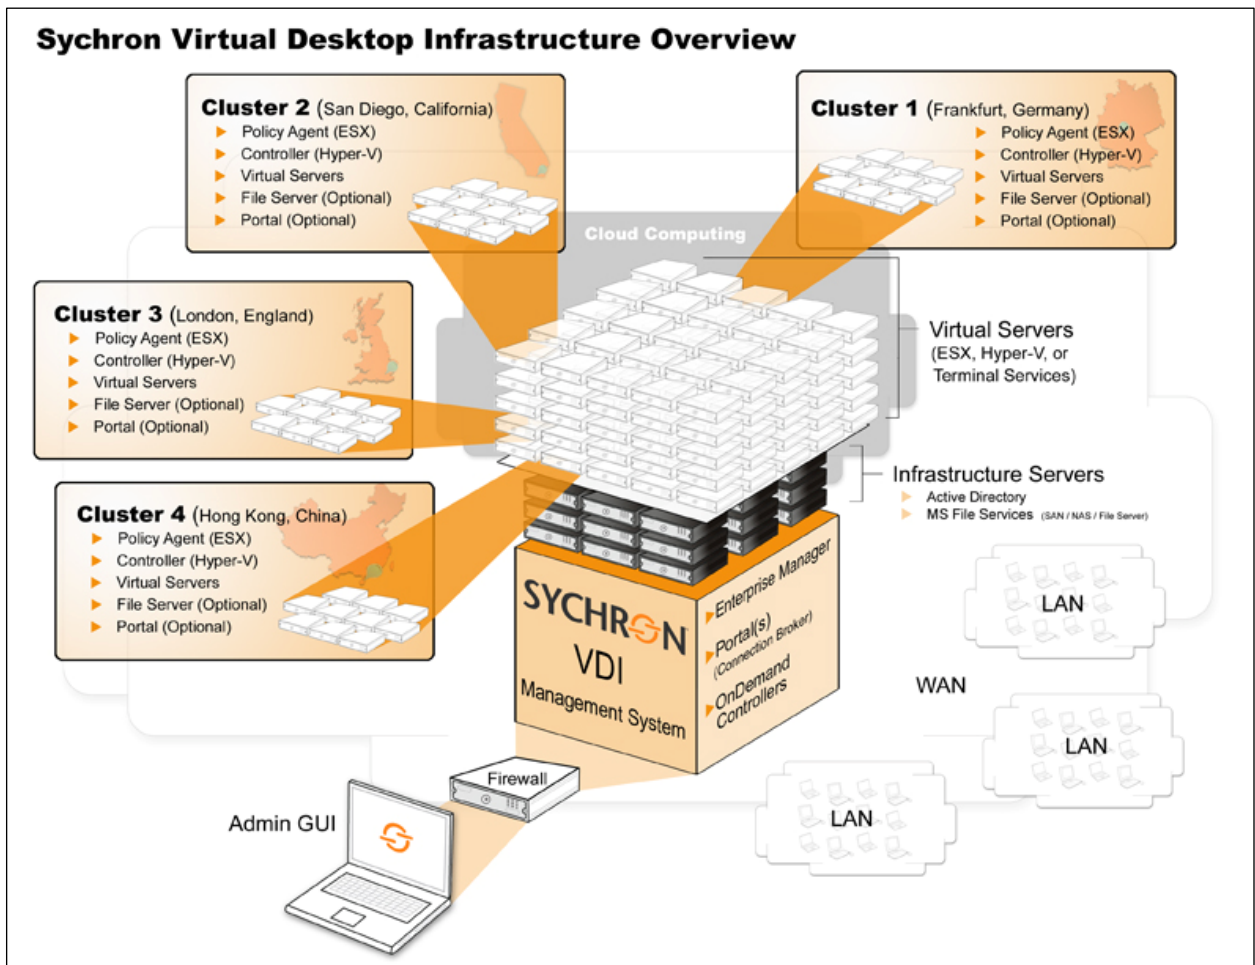 Sychron Virtual Desktop Infrastructure Overview
Cluster 2 (San Diego, California)
Policy Agent (ESX)
Controller (Hyper-V)
Virtual Servers
File Server (Optional)
Portal (Optional)
Cluster 1 (Frankfurt, Germany)
Policy Agent (ESX)
Controller (Hyper-V)
Virtual Servers
File Server (Optional)
Portal (Optional)
Cloud Computing
Cluster 3 (London, England)
Policy Agent (ESX)
Controller (Hyper-V)
Virtual Servers
File Server (Optional)
Portal (Optional)
Virtual Servers
(ESX, Hyper-V, or
Terminal Services)
Cluster 4 (Hong Kong, China)
Policy Agent (ESX)
Controller (Hyper-V)
Virtual Servers
File Server (Optional)
Portal (Optional)
Infrastructure Servers
Active Directory
MS File Services (SAN / NAS / File Server)
SYCHRON
VDI
Management System
Enterprise Manager
Portal(s)
(Connection Broker)
OnDemand
Controllers
LAN
WAN
LAN
LAN
Firewall
Admin GUI